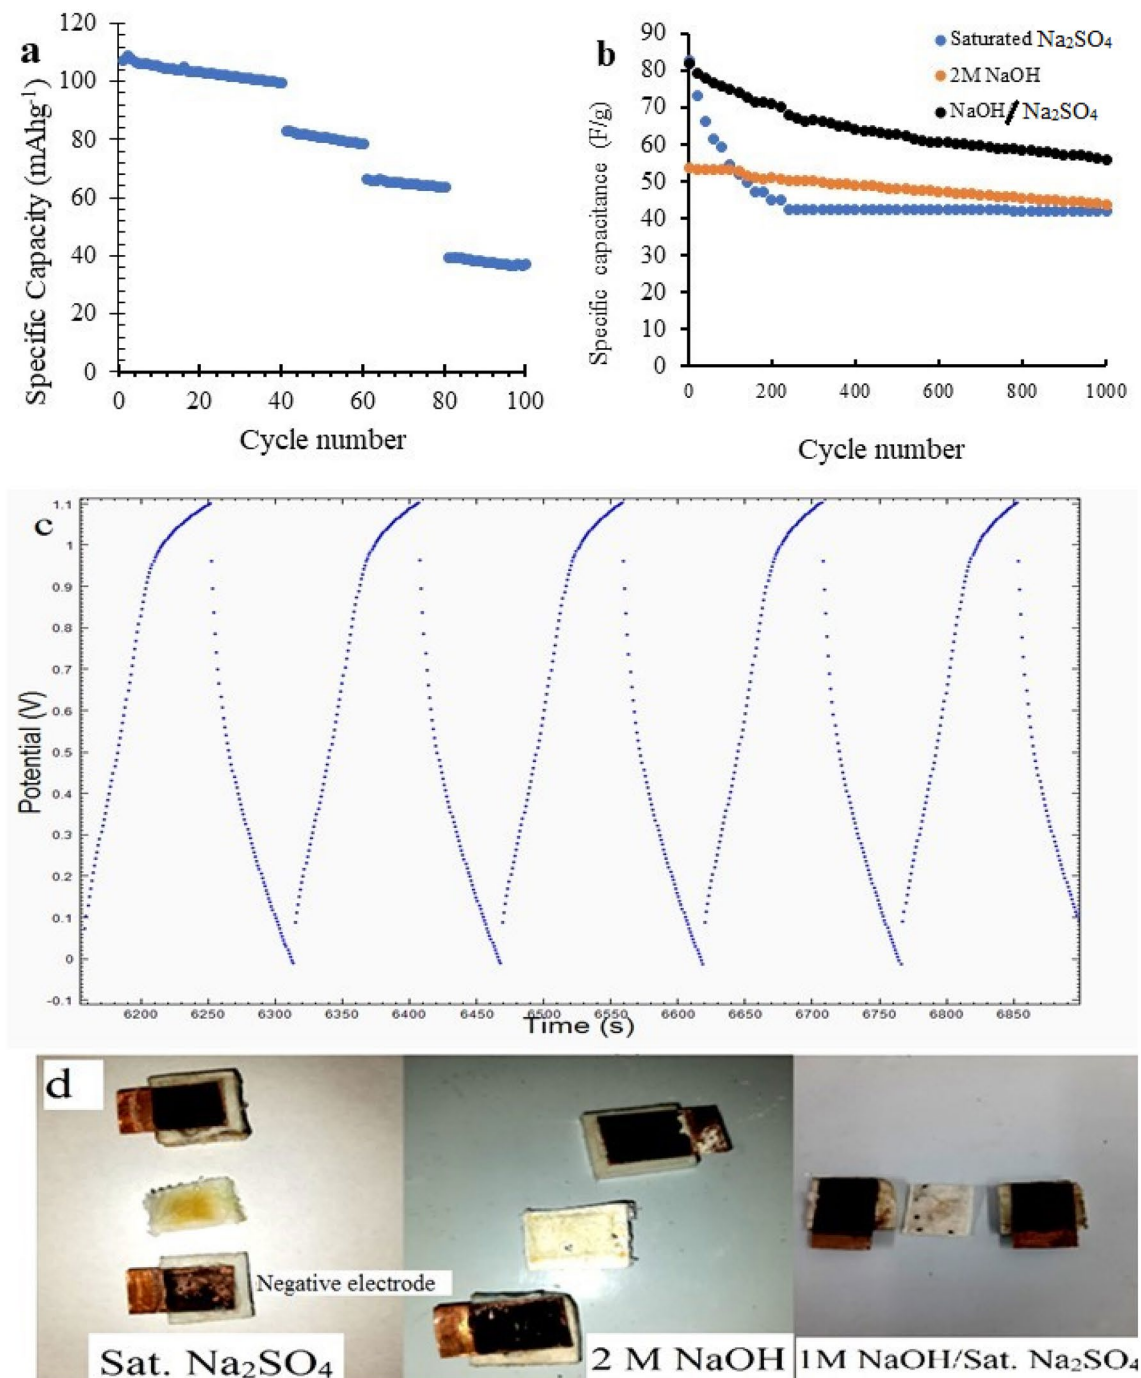 a
Specific Capacity (mAhg⁻¹)
120
100
80
60
40
20
0
0 20 40 60 80 100
Cycle number
b
Specific capacitance (F/g)
90
80
70
60
50
40
30
20
10
0
0 200 400 600 800 1000
Cycle number
Saturated Na₂SO₄
2M NaOH
NaOH/Na₂SO₄
c
Potential (V)
1.1
1
0.9
0.8
0.7
0.6
0.5
0.4
0.3
0.2
0.1
0
-0.1
6200 6250 6300 6350 6400 6450 6500 6550 6600 6650 6700 6750 6800 6850
Time (s)
d
Negative electrode
Sat. Na₂SO₄
2 M NaOH
1M NaOH/Sat. Na₂SO₄